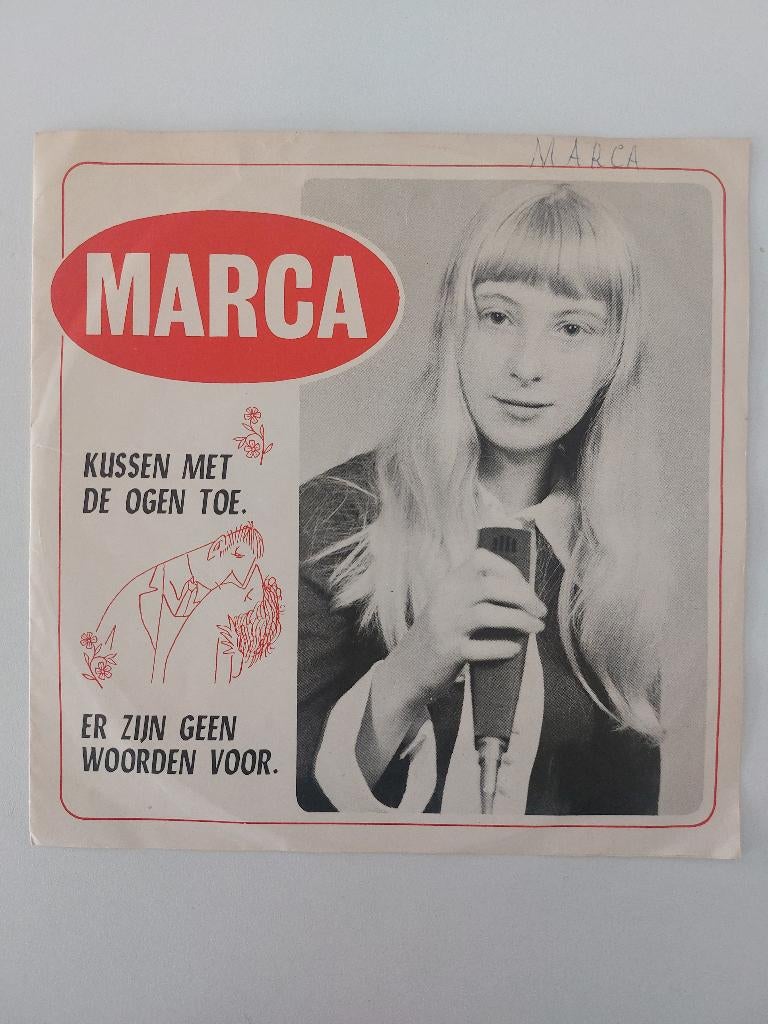 MARCA
MARCA
KUSSEN MET
DE OGEN TOE.
ER ZIJN GEEN
WOORDEN VOOR.